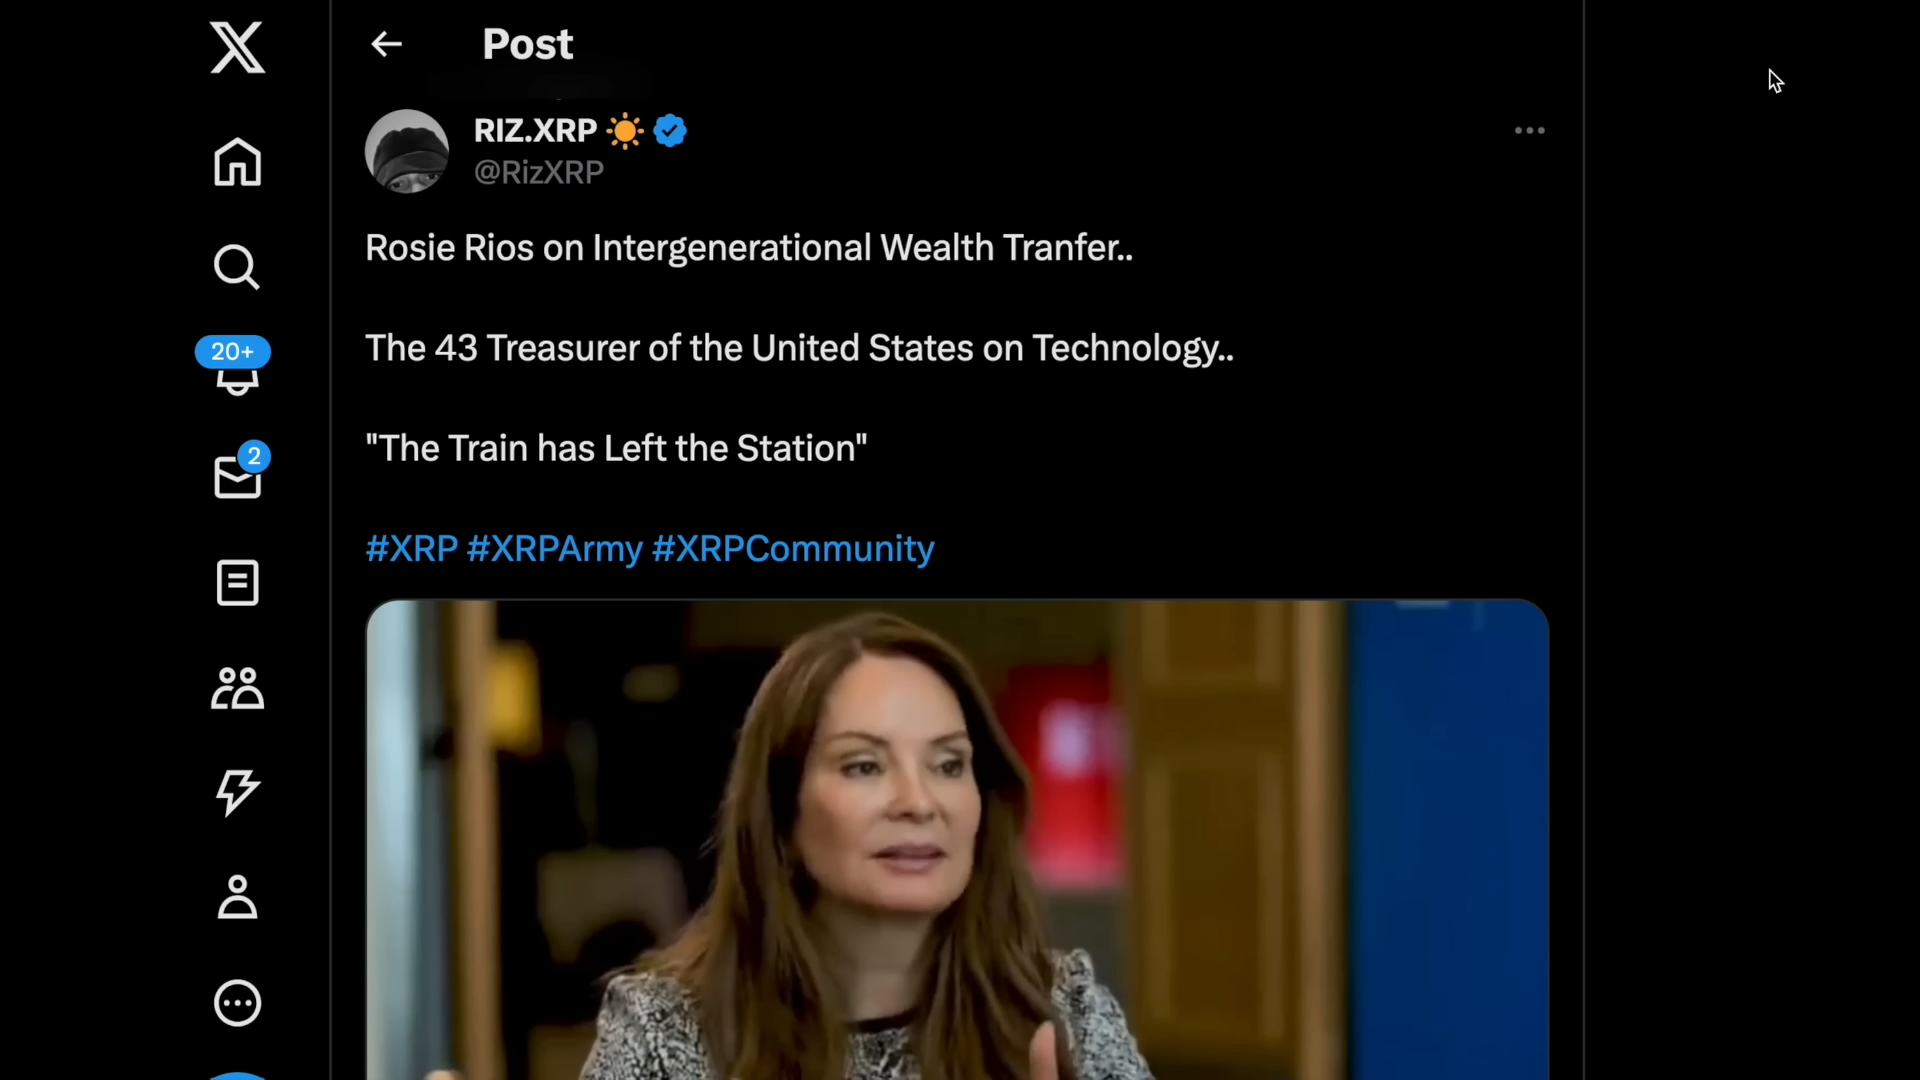 Post
RIZ.XRP
@RizXRP
Rosie Rios on Intergenerational Wealth Tranfer..
The 43 Treasurer of the United States on Technology..
"The Train has Left the Station"
#XRP #XRPArmy #XRPCommunity
20+
2